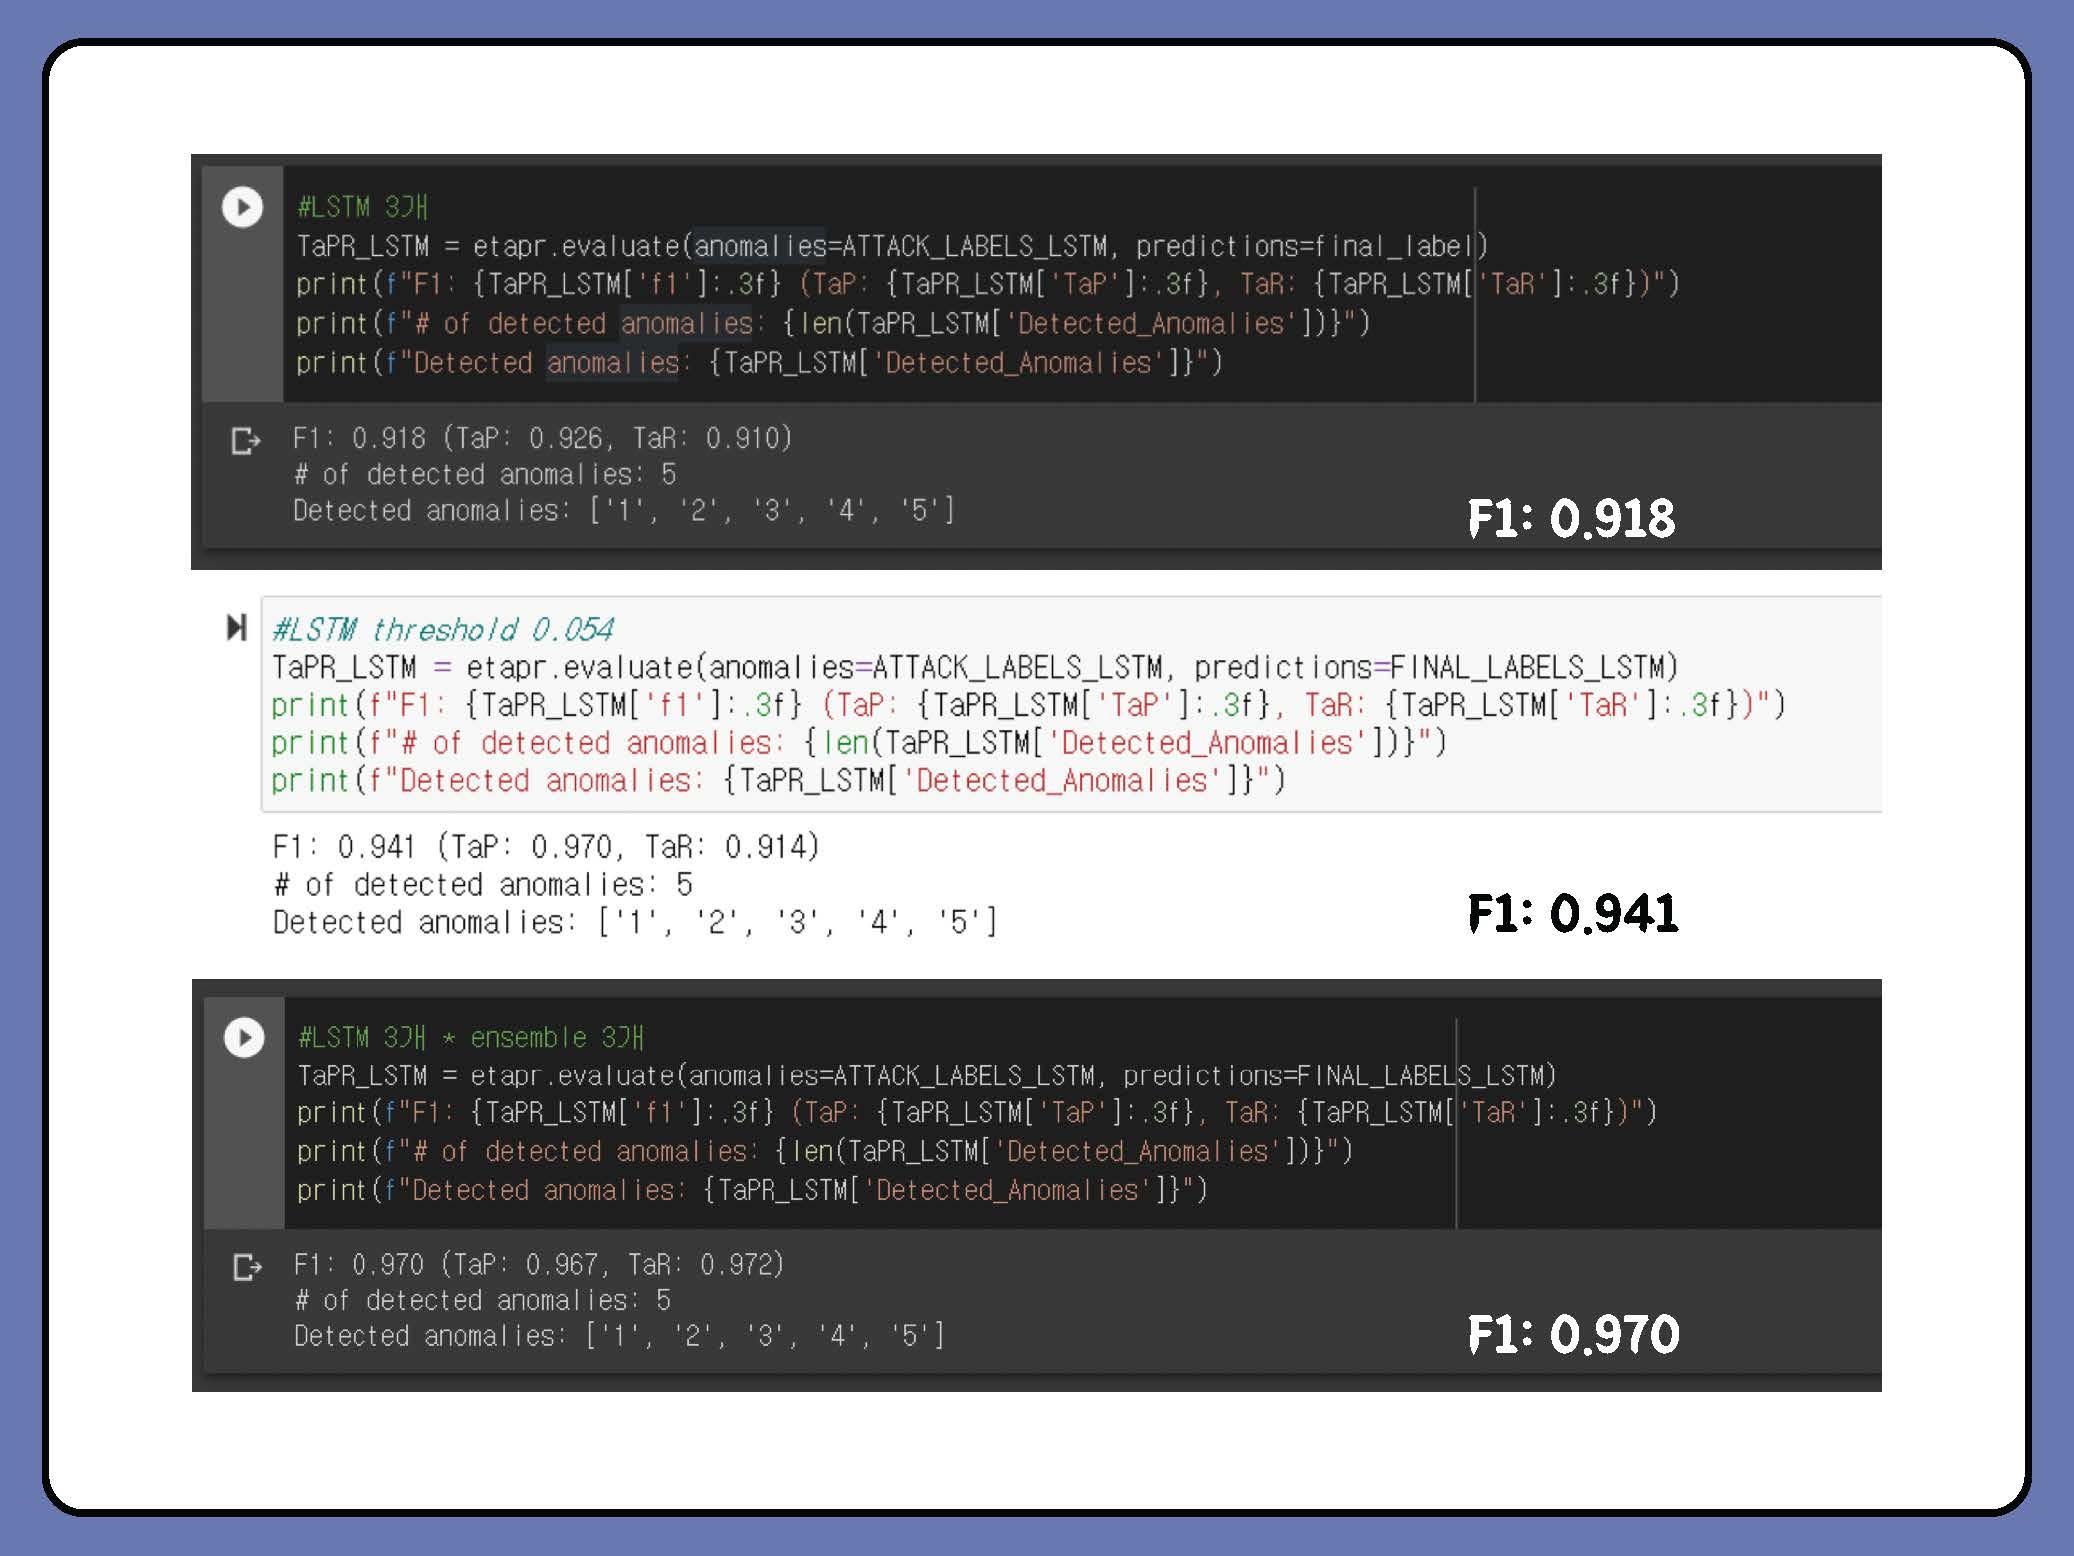 #LSTM 3개
TaPR_LSTM = etapr.evaluate(anomalies=ATTACK_LABELS_LSTM, predictions=final_label)
print(f"F1: {TaPR_LSTM['f1']:.3f} (TaP: {TaPR_LSTM['TaP']:.3f}, TaR: {TaPR_LSTM['TaR']:.3f})")
print(f"# of detected anomalies: {len(TaPR_LSTM['Detected_Anomalies'])}")
print(f"Detected anomalies: {TaPR_LSTM['Detected_Anomalies']}")
F1: 0.918 (TaP: 0.926, TaR: 0.910)
# of detected anomalies: 5
Detected anomalies: ['1', '2', '3', '4', '5']
F1: 0.918
#LSTM threshold 0.054
TaPR_LSTM = etapr.evaluate(anomalies=ATTACK_LABELS_LSTM, predictions=FINAL_LABELS_LSTM)
print(f"F1: {TaPR_LSTM['f1']:.3f} (TaP: {TaPR_LSTM['TaP']:.3f}, TaR: {TaPR_LSTM['TaR']:.3f})")
print(f"# of detected anomalies: {len(TaPR_LSTM['Detected_Anomalies'])}")
print(f"Detected anomalies: {TaPR_LSTM['Detected_Anomalies']}")
F1: 0.941 (TaP: 0.970, TaR: 0.914)
# of detected anomalies: 5
Detected anomalies: ['1', '2', '3', '4', '5']
F1: 0.941
#LSTM 3개 * ensemble 3개
TaPR_LSTM = etapr.evaluate(anomalies=ATTACK_LABELS_LSTM, predictions=FINAL_LABELS_LSTM)
print(f"F1: {TaPR_LSTM['f1']:.3f} (TaP: {TaPR_LSTM['TaP']:.3f}, TaR: {TaPR_LSTM['TaR']:.3f})")
print(f"# of detected anomalies: {len(TaPR_LSTM['Detected_Anomalies'])}")
print(f"Detected anomalies: {TaPR_LSTM['Detected_Anomalies']}")
F1: 0.970 (TaP: 0.967, TaR: 0.972)
# of detected anomalies: 5
Detected anomalies: ['1', '2', '3', '4', '5']
F1: 0.970